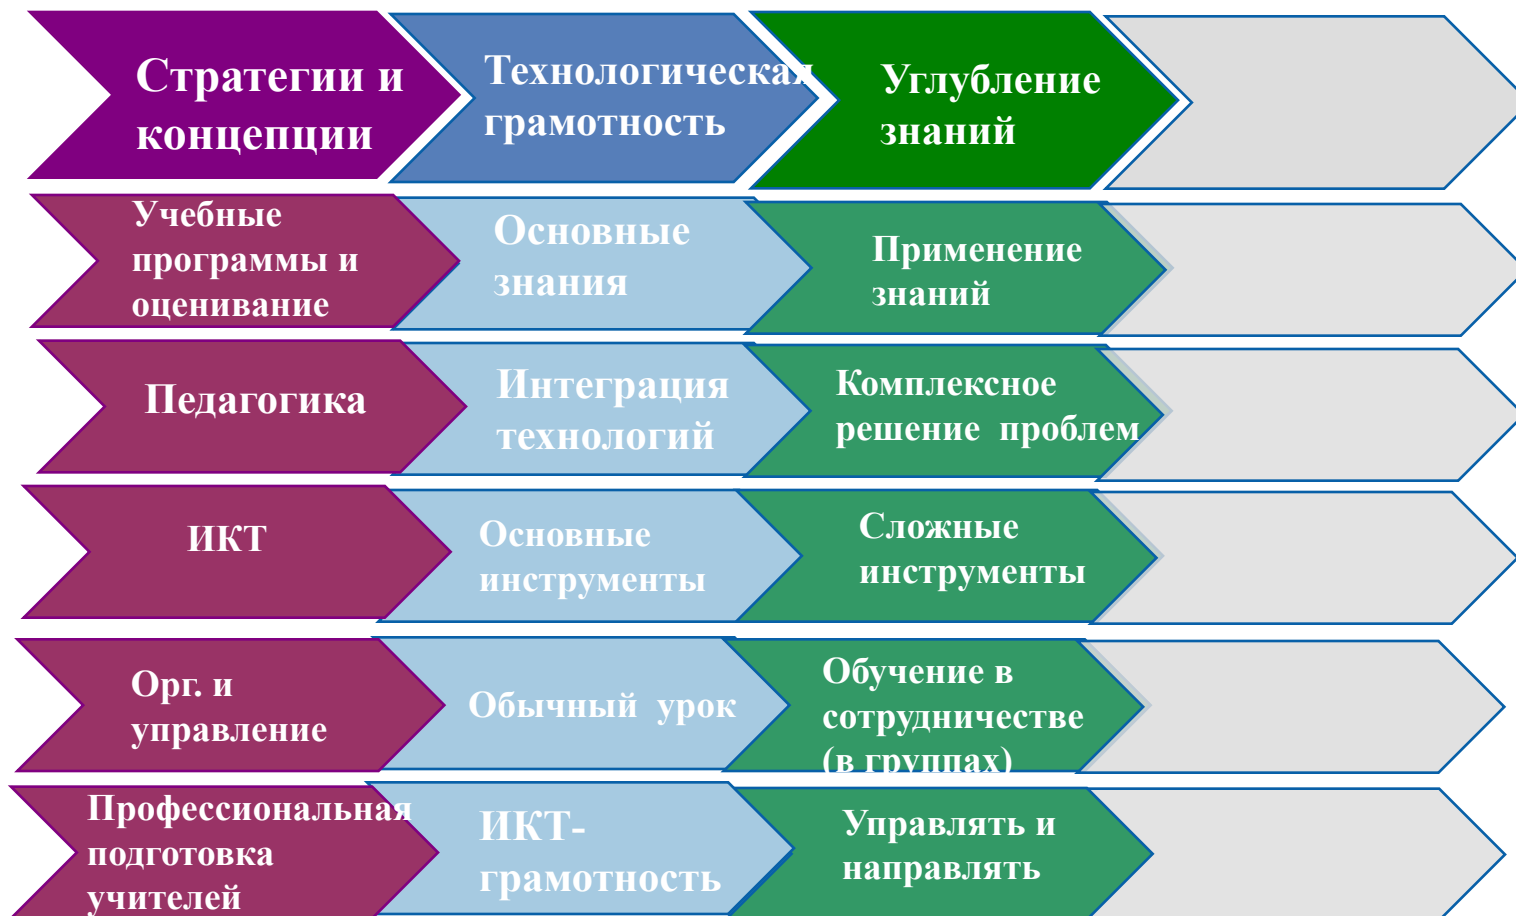 Стратегии и
концепции
Технологическая
грамотность
Углубление
знаний
Учебные
программы и
оценивание
Основные
знания
Применение
знаний
Педагогика
Интеграция
технологий
Комплексное
решение проблем
ИКТ
Основные
инструменты
Сложные
инструменты
Орг. и
управление
Обычный урок
Обучение в
сотрудничестве
(в группах)
Профессиональная
подготовка
учителей
ИКТ-
грамотность
Управлять и
направлять